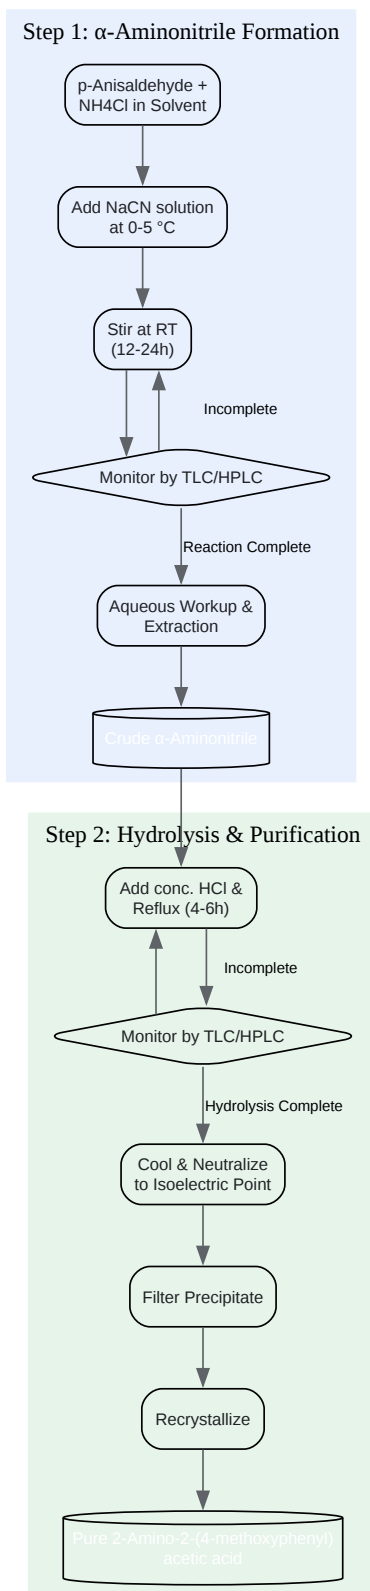 Step 1: α-Aminonitrile Formation
p-Anisaldehyde +
NH4Cl in Solvent
Add NaCN solution
at 0-5 °C
Stir at RT
(12-24h)
Incomplete
Monitor by TLC/HPLC
Reaction Complete
Aqueous Workup &
Extraction
Crude α-Aminonitrile
Step 2: Hydrolysis & Purification
Add conc. HCl &
Reflux (4-6h)
Incomplete
Monitor by TLC/HPLC
Hydrolysis Complete
Cool & Neutralize
to Isoelectric Point
Filter Precipitate
Recrystallize
Pure 2-Amino-2-(4-methoxyphenyl)
acetic acid